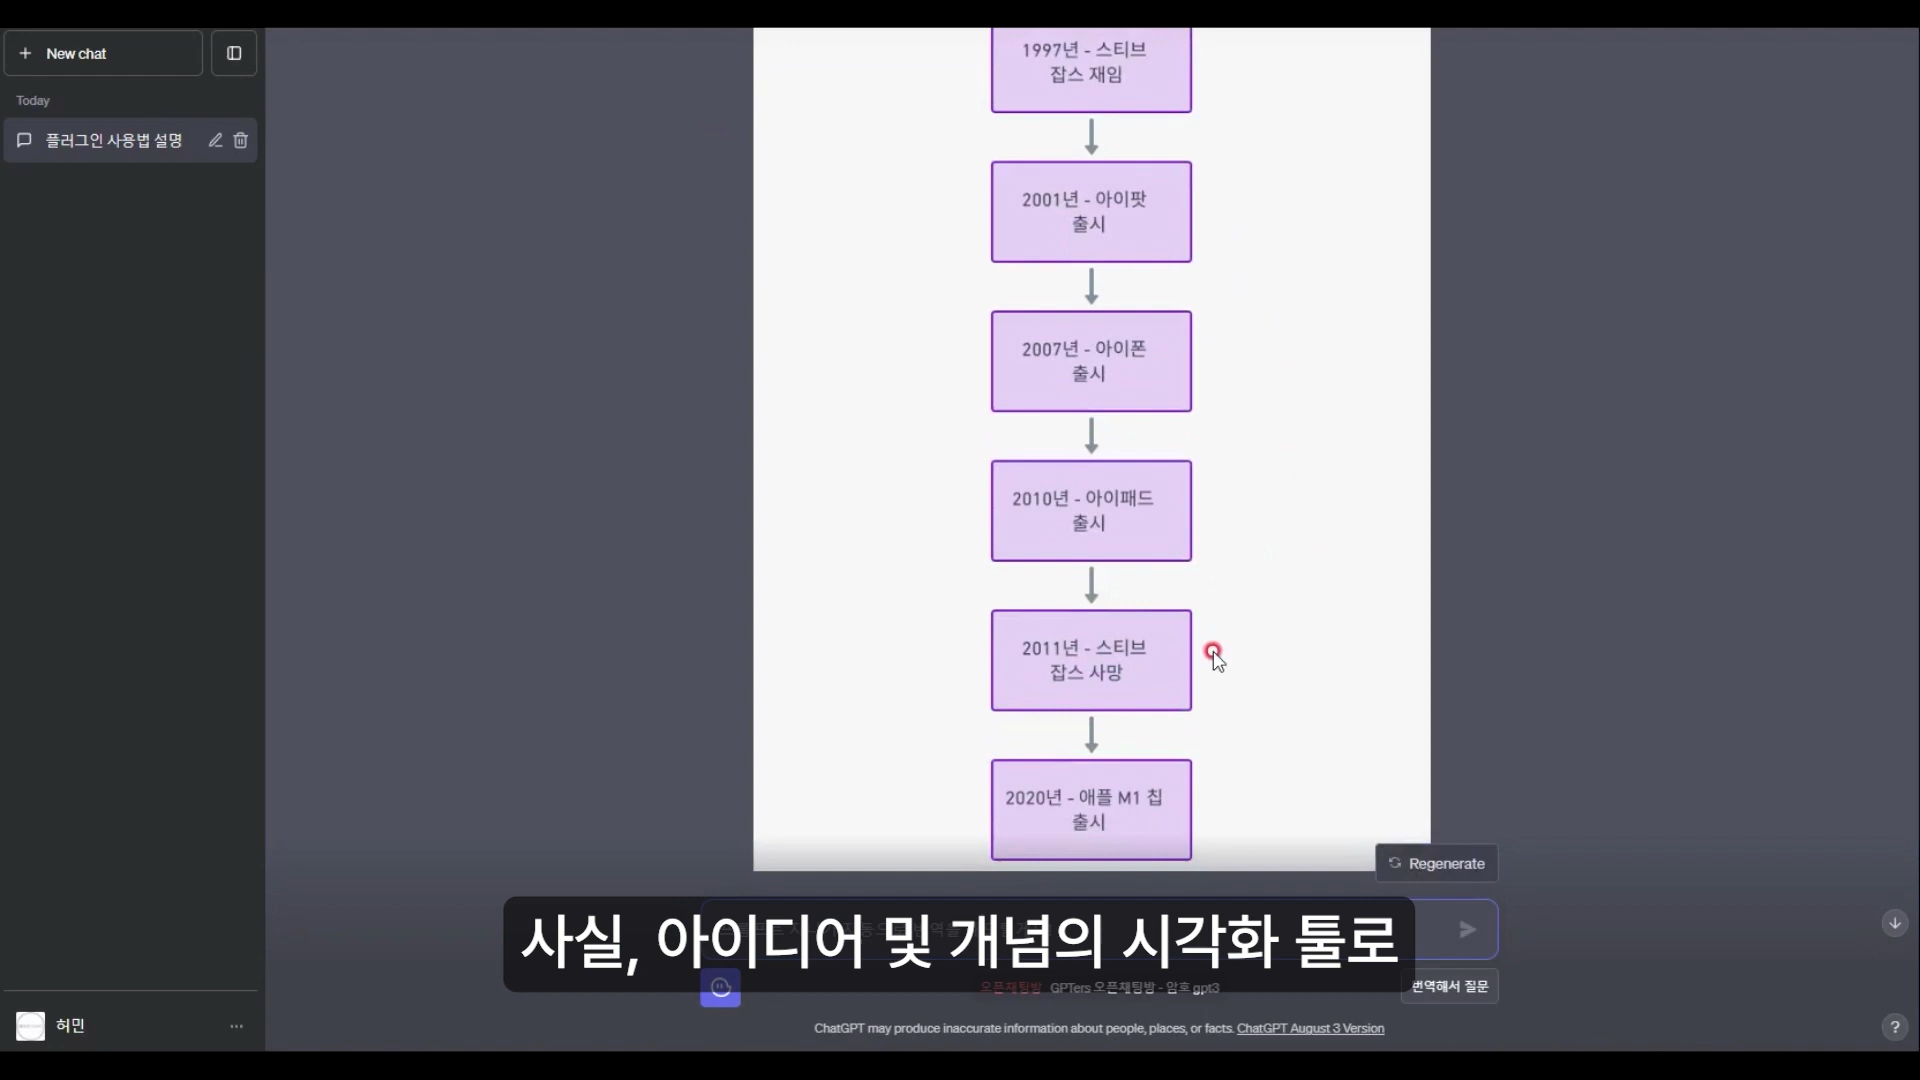 New chat
Today
플러그인 사용법 설명
1997년 - 스티브
잡스 재임
2001년 - 아이팟
출시
2007년 - 아이폰
출시
2010년 - 아이패드
출시
2011년 - 스티브
잡스 사망
2020년 - 애플 M1 칩
출시
Regenerate
사실, 아이디어 및 개념의 시각화 툴로
오픈채팅방 GPTers 오픈채팅방 - 암호 gpt3
번역해서 질문
허민
ChatGPT may produce inaccurate information about people, places, or facts. ChatGPT August 3 Version
?